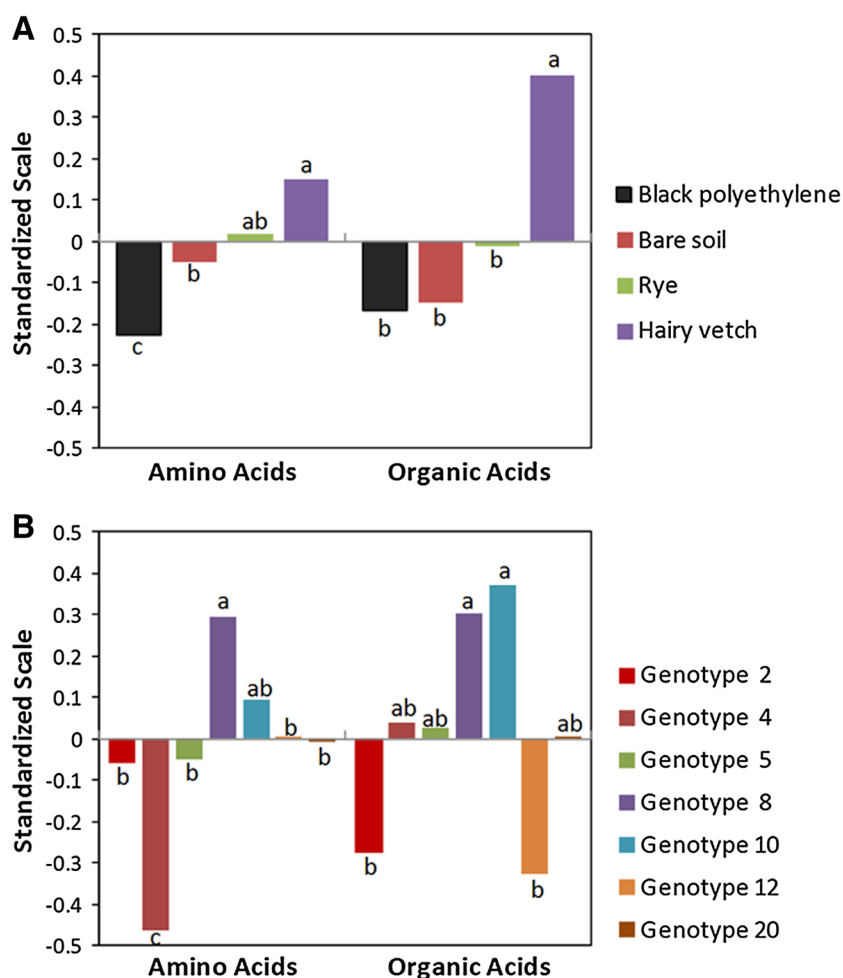 A
Standardized Scale
0.5
0.4
0.3
0.2
0.1
0
-0.1
-0.2
-0.3
-0.4
-0.5
c
b
ab
a
b
b
b
a
Amino Acids
Organic Acids
Black polyethylene
Bare soil
Rye
Hairy vetch
B
Standardized Scale
0.5
0.4
0.3
0.2
0.1
0
-0.1
-0.2
-0.3
-0.4
-0.5
b
c
b
a
ab
b
b
b
ab
ab
a
a
b
ab
Amino Acids
Organic Acids
Genotype 2
Genotype 4
Genotype 5
Genotype 8
Genotype 10
Genotype 12
Genotype 20